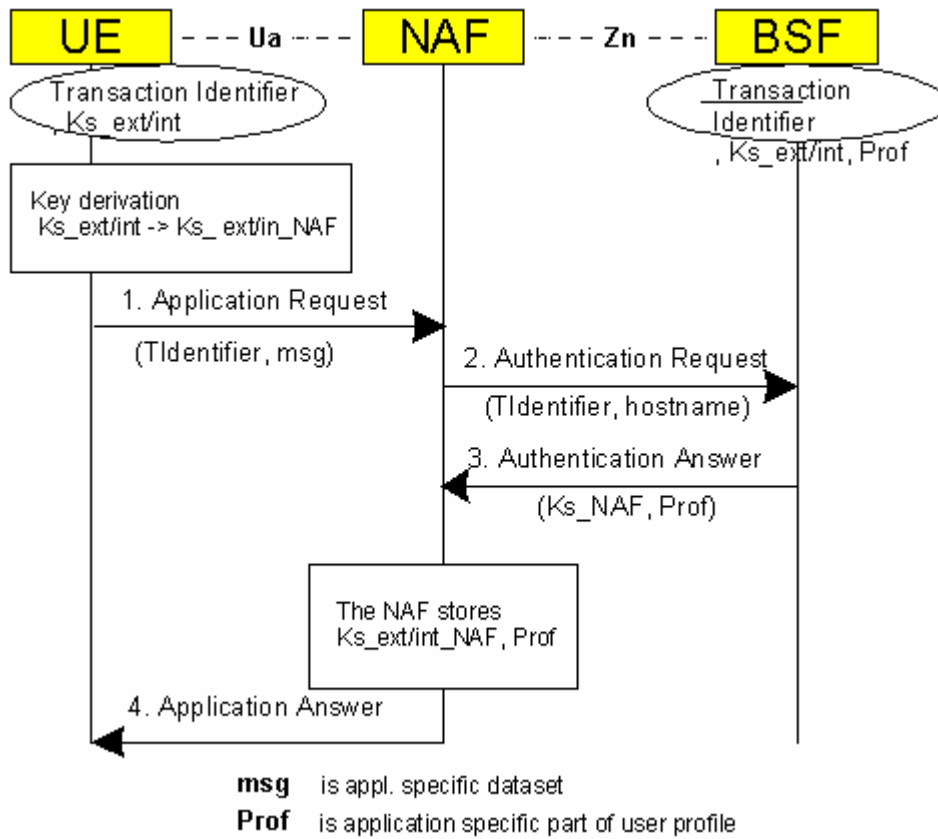 UE Ua NAF Zn BSF
Transaction Identifier
, Ks_ext/int
Transaction
Identifier
, Ks_ext/int, Prof
Key derivation
Ks_ext/int -> Ks_ ext/in_NAF
1. Application Request
(TIdentifier, msg)
2. Authentication Request
(TIdentifier, hostname)
3. Authentication Answer
(Ks_NAF, Prof)
The NAF stores
Ks_ext/int_NAF, Prof
4. Application Answer
msg is appl. specific dataset
Prof is application specific part of user profile